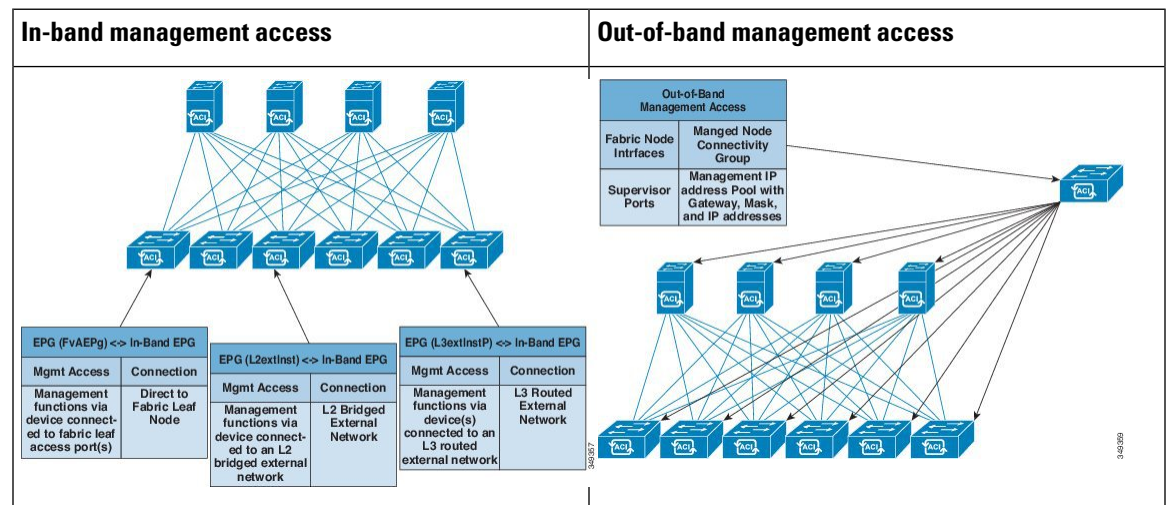 In-band management access
ACI
ACI
ACI
ACI
ACI
ACI
ACI
ACI
ACI
ACI
EPG (FvAEPg) <-> In-Band EPG
Mgmt Access
Connection
Management
functions via
device connect-
ed to fabric leaf
access port(s)
Direct to
Fabric Leaf
Node
EPG (L2extInst) <-> In-Band EPG
Mgmt Access
Connection
Management
functions via
device connect-
ed to an L2
bridged external
network
L2 Bridged
External
Network
EPG (L3extInstP) <-> In-Band EPG
Mgmt Access
Connection
Management
functions via
device(s)
connected to an
L3 routed
external network
L3 Routed
External
Network
349357
Out-of-band management access
Out-of-Band
Management Access
Fabric Node
Intrfaces
Manged Node
Connectivity
Group
Supervisor
Ports
Management IP
address Pool with
Gateway, Mask,
and IP addresses
ACI
ACI
ACI
ACI
ACI
ACI
ACI
ACI
ACI
ACI
ACI
349359